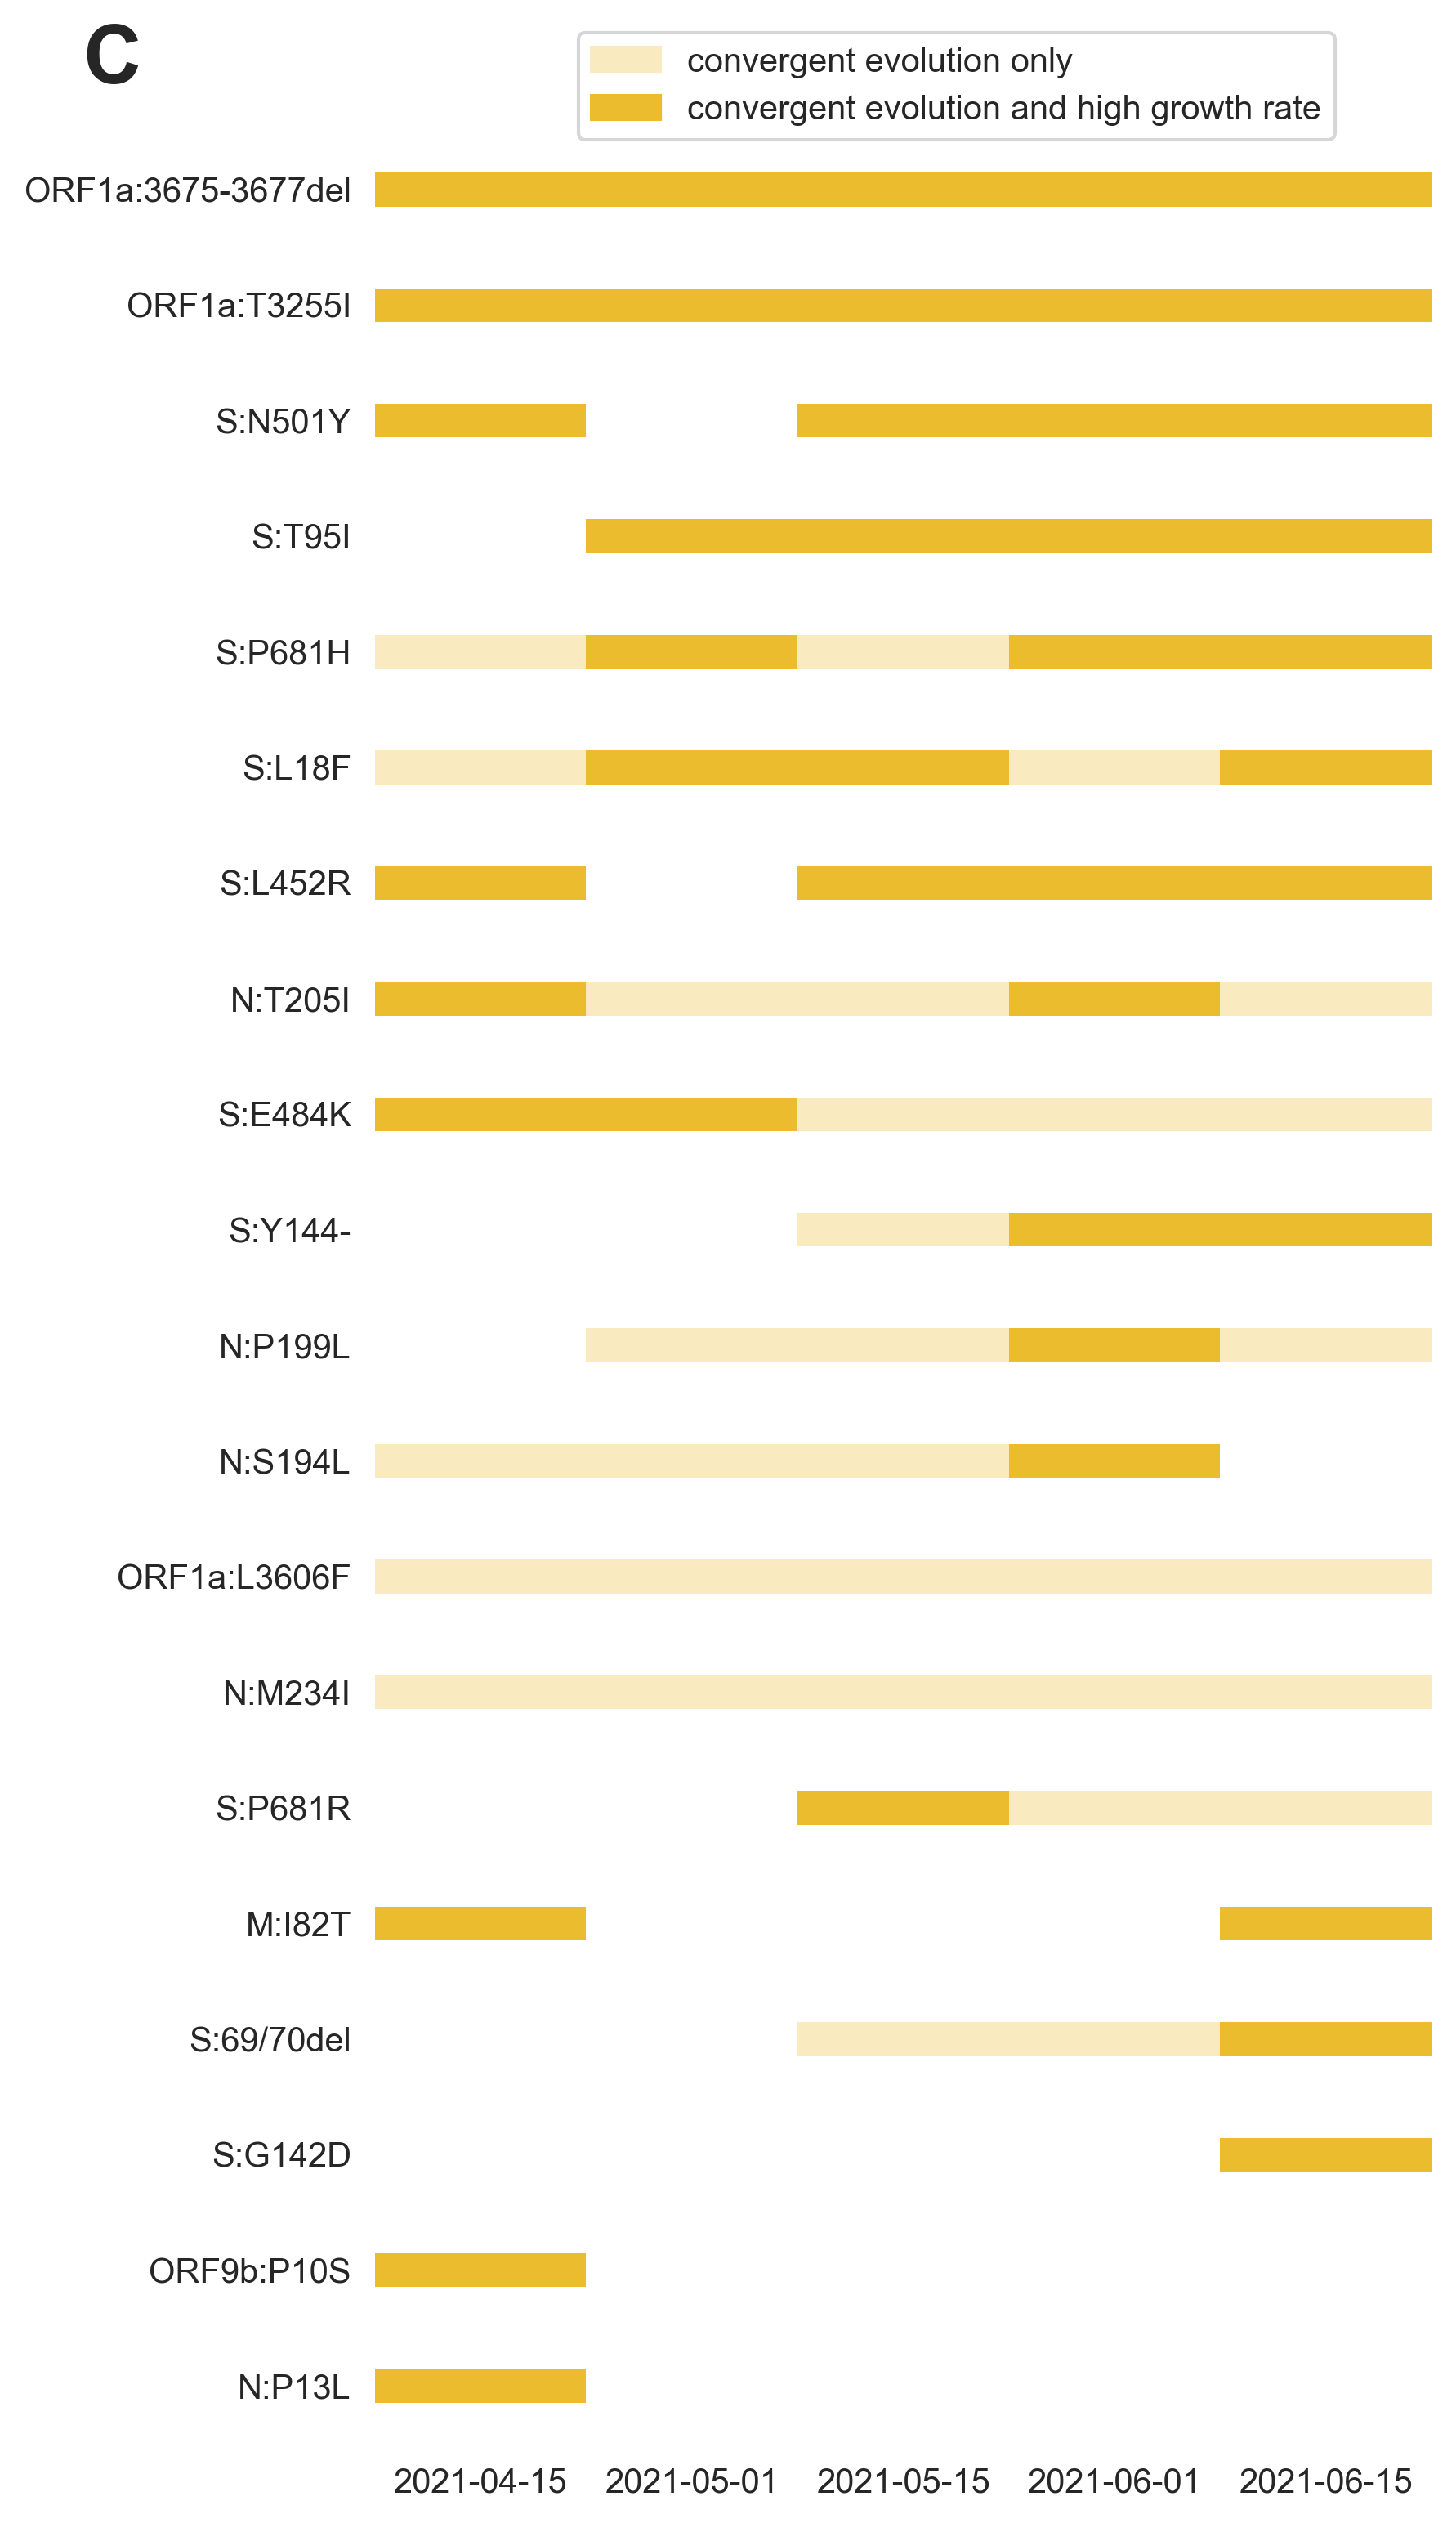 C
convergent evolution only
convergent evolution and high growth rate
ORF1a:3675-3677del
ORF1a:T3255I
S:N501Y
S:T95I
S:P681H
S:L18F
S:L452R
N:T205I
S:E484K
S:Y144-
N:P199L
N:S194L
ORF1a:L3606F
N:M234I
S:P681R
M:I82T
S:69/70del
S:G142D
ORF9b:P10S
N:P13L
2021-04-15 2021-05-01 2021-05-15 2021-06-01 2021-06-15